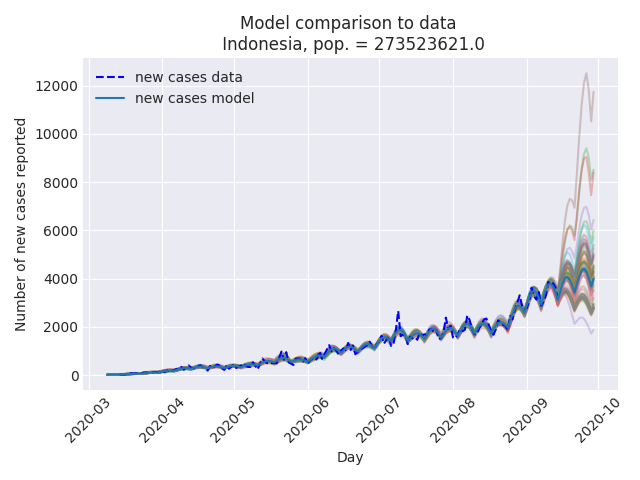 Model comparison to data
Indonesia, pop. = 273523621.0
new cases data
new cases model
Number of new cases reported
12000
10000
8000
6000
4000
2000
0
2020-03
2020-04
2020-05
2020-06
2020-07
2020-08
2020-09
2020-10
Day